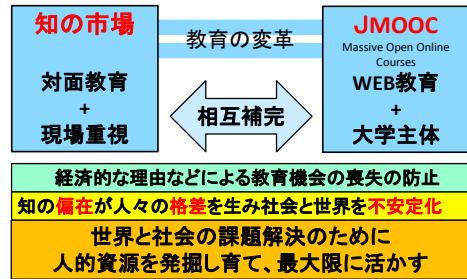 知の市場
対面教育
+
現場重視
教育の変革
相互補完
JMOOC
Massive Open Online
Courses
WEB教育
+
大学主体
経済的な理由などによる教育機会の喪失の防止
知の偏在が人々の格差を生み社会と世界を不安定化
世界と社会の課題解決のために
人的資源を発掘し育て、最大限に活かす